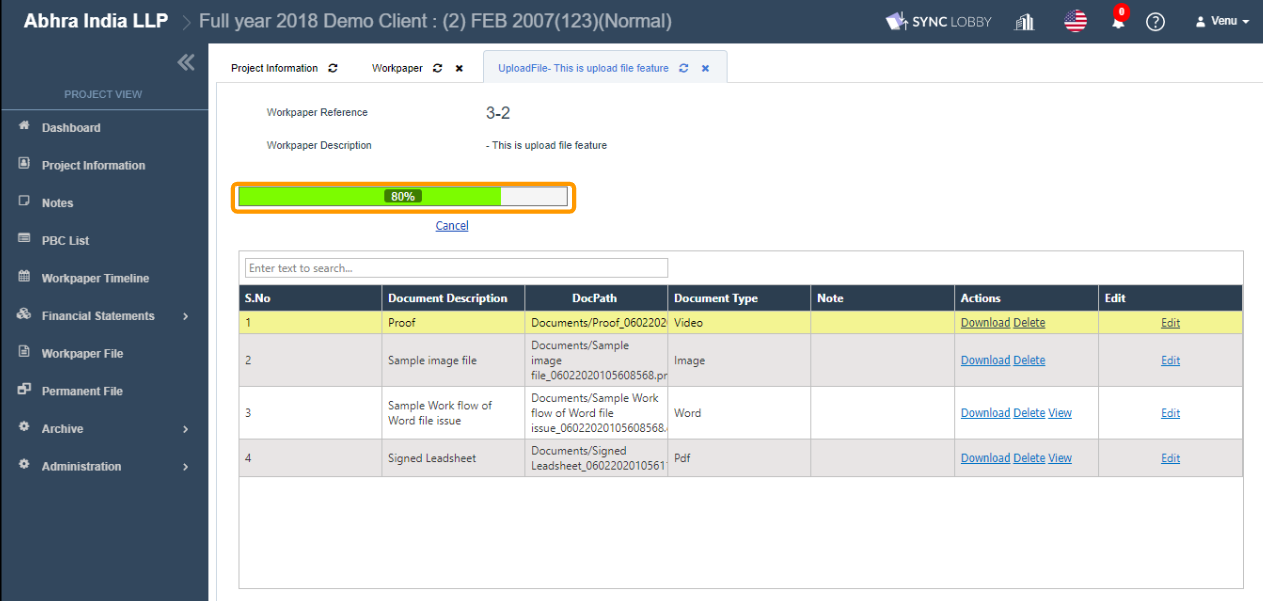 Abhra India LLP > Full year 2018 Demo Client : (2) FEB 2007(123)(Normal)
SYNC LOBBY
0
?
Venu
PROJECT VIEW
Dashboard
Project Information
Notes
PBC List
Workpaper Timeline
Financial Statements
Workpaper File
Permanent File
Archive
Administration
Project Information
Workpaper
UploadFile- This is upload file feature
Workpaper Reference
3-2
Workpaper Description
- This is upload file feature
80%
Cancel
Enter text to search...
S.No Document Description DocPath Document Type Note Actions Edit
1 Proof Documents/Proof_0602202 Video Download Delete Edit
2
Sample image file
Documents/Sample
image
file_06022020105608568.pr
Image
Download Delete
Edit
3
Sample Work flow of
Word file issue
Documents/Sample Work
flow of Word file
issue_06022020105608568.
Word
Download Delete View
Edit
4
Signed Leadsheet
Documents/Signed
Leadsheet_0602202010561
Pdf
Download Delete View
Edit